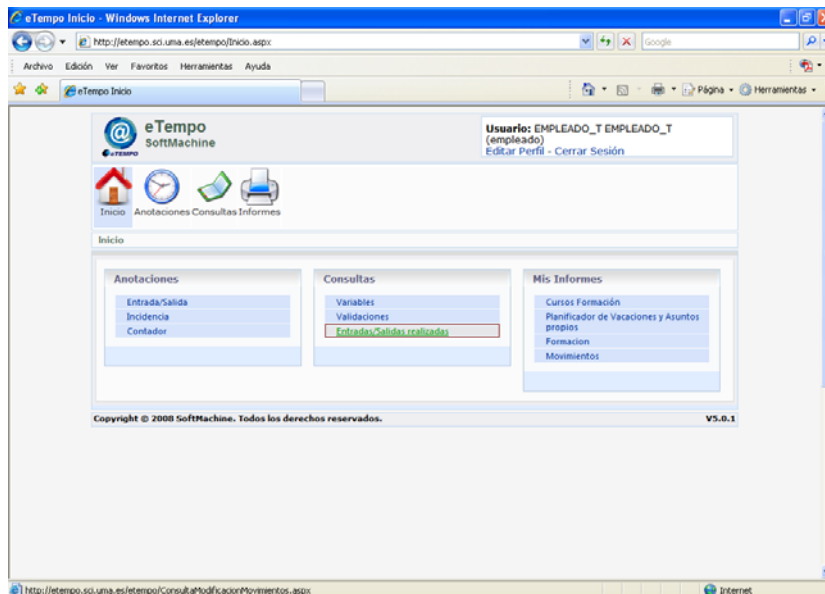 eTempo Inicio - Windows Internet Explorer
http://etempo.sci.uma.es/etempo/Inicio.aspx
Google
Archivo Edición Ver Favoritos Herramientas Ayuda
eTempo Inicio
Página Herramientas
eTempo
SoftMachine
eTEMPO
Usuario: EMPLEADO_T EMPLEADO_T
(empleado)
Editar Perfil - Cerrar Sesión
Inicio Anotaciones Consultas Informes
Inicio
Anotaciones
Entrada/Salida
Incidencia
Contador
Consultas
Variables
Validaciones
Entradas/Salidas realizadas
Mis Informes
Cursos Formación
Planificador de Vacaciones y Asuntos
propios
Formacion
Movimientos
Copyright © 2008 SoftMachine. Todos los derechos reservados. V5.0.1
http://etempo.sci.uma.es/etempo/ConsultaModificacionMovimientos.aspx Internet